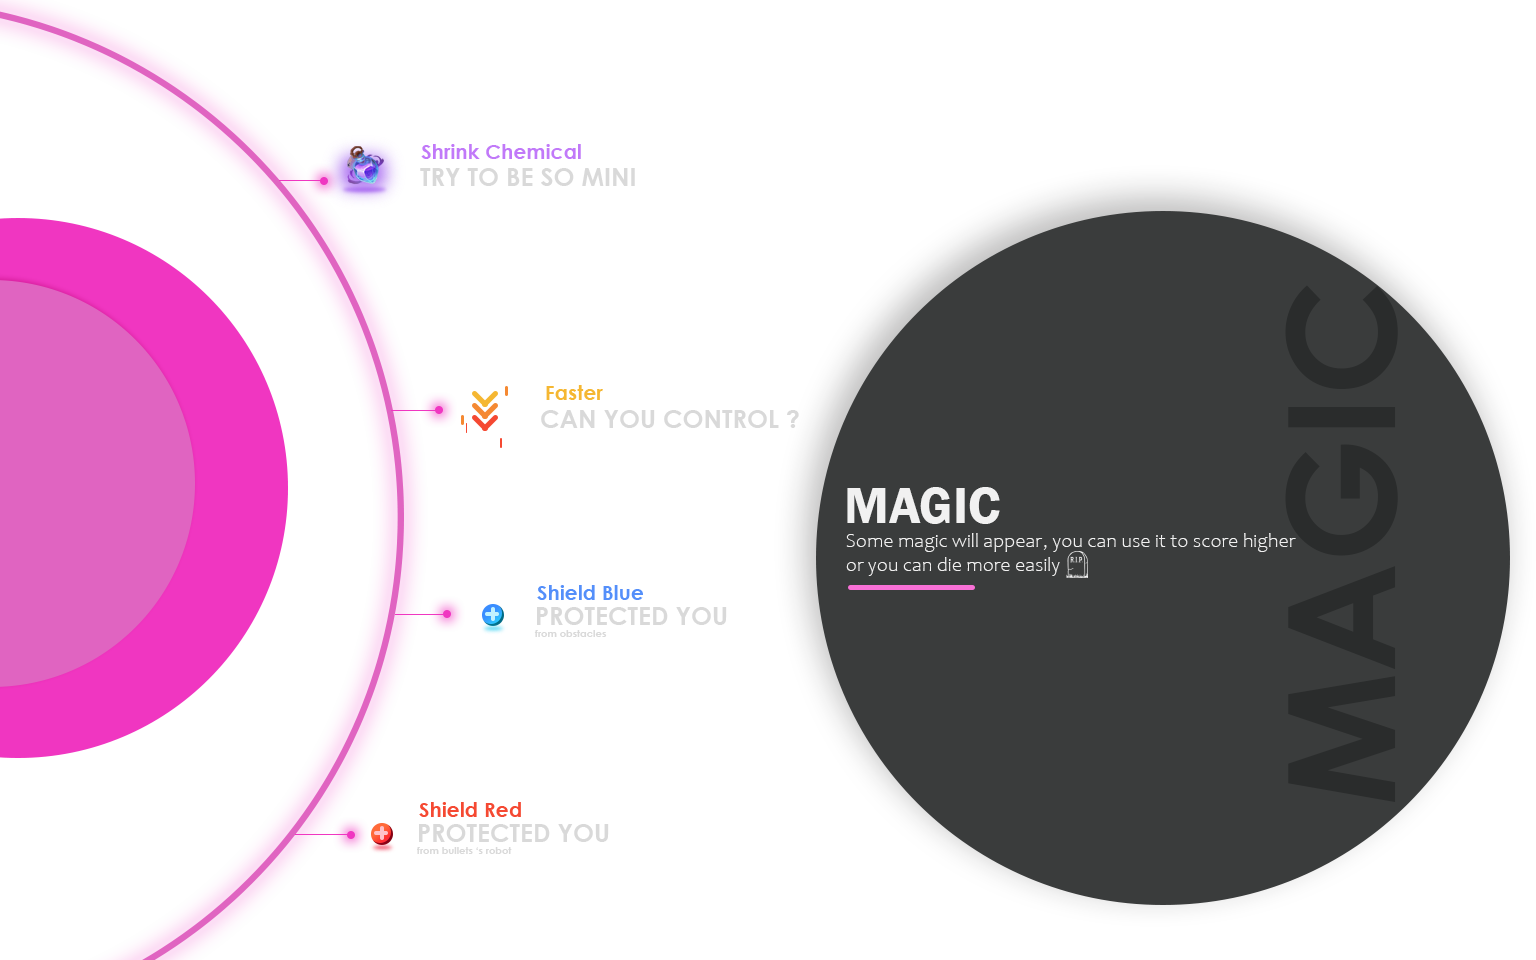 Shrink Chemical
TRY TO BE SO MINI
Faster
CAN YOU CONTROL ?
Shield Blue
PROTECTED YOU
from obstacles
Shield Red
PROTECTED YOU
from bullets 's robot
MAGIC
Some magic will appear, you can use it to score higher
or you can die more easily
R.I.P
MAGIC